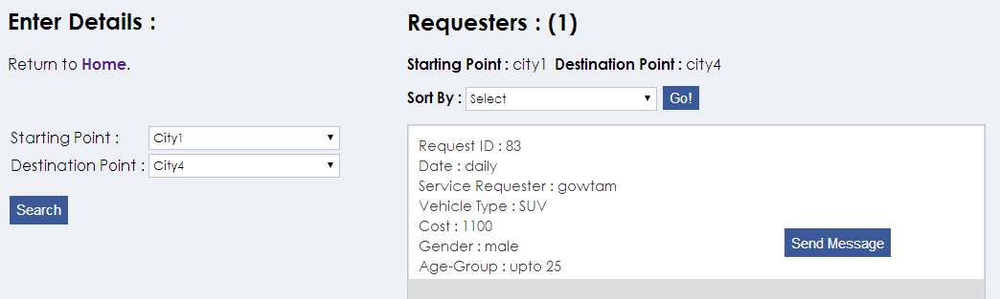 Enter Details :
Return to Home.
Starting Point : City1
Destination Point : City4
Search
Requesters : (1)
Starting Point : city1 Destination Point : city4
Sort By : Select Go!
Request ID : 83
Date : daily
Service Requester : gowtam
Vehicle Type : SUV
Cost : 1100
Gender : male
Age-Group : upto 25
Send Message